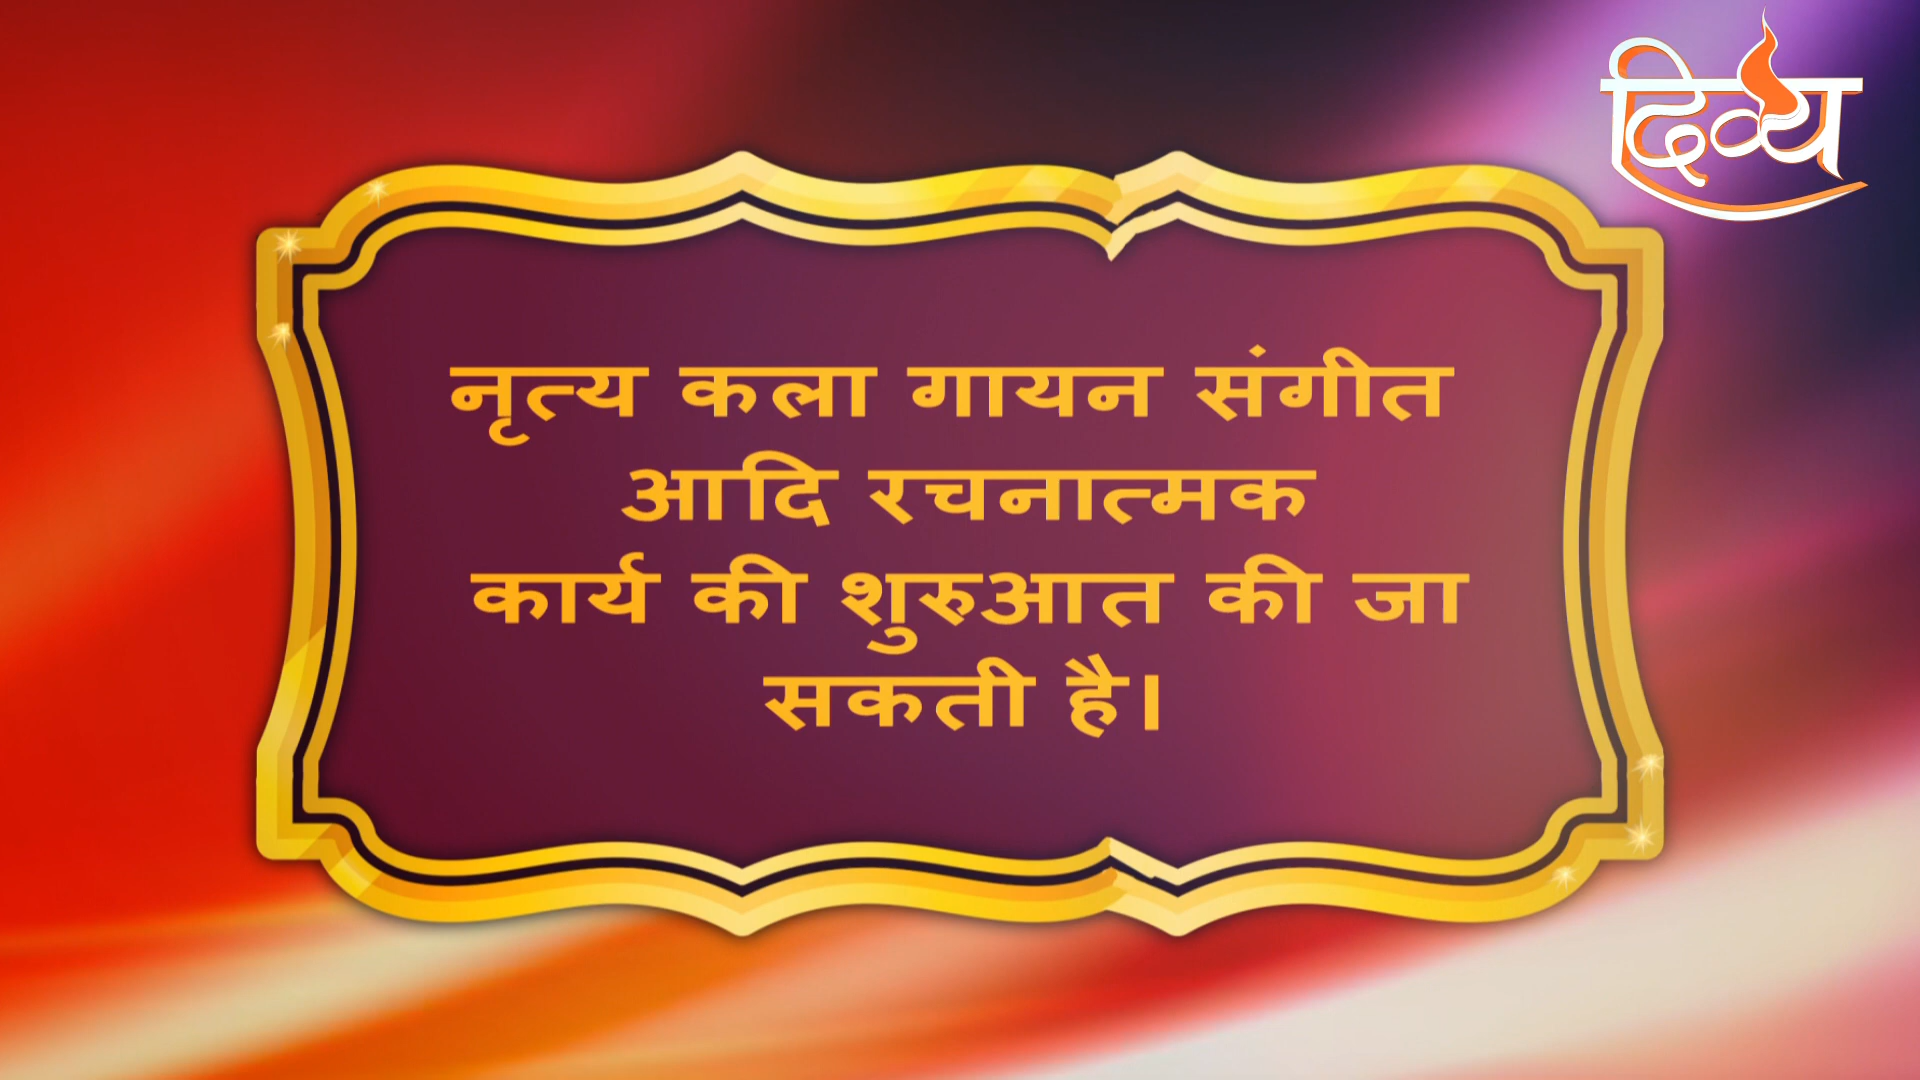 दिव्य
नृत्य कला गायन संगीत
आदि रचनात्मक
कार्य की शुरुआत की जा
सकती है।